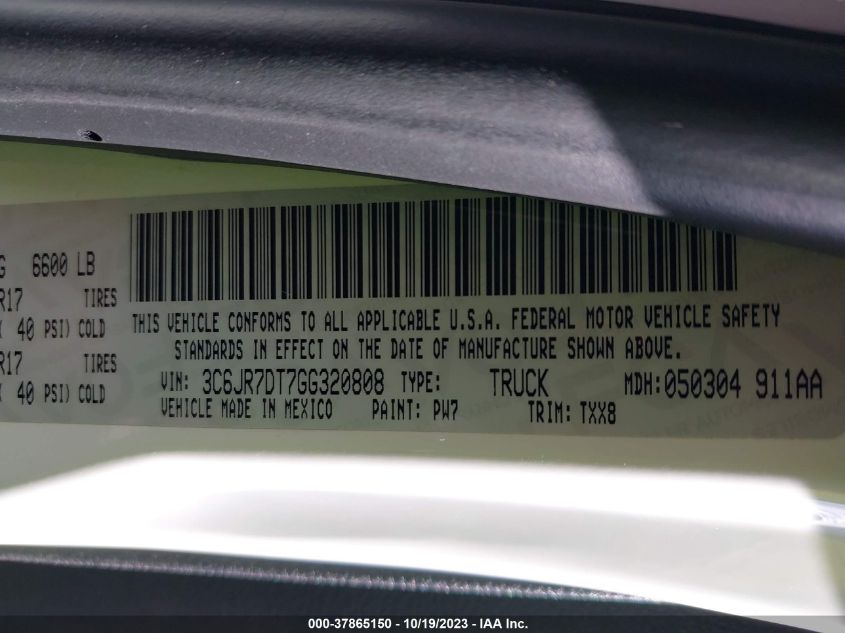 G 6600 LB
R17 TIRES
40 PSI) COLD
R17 TIRES
40 PSI) COLD
THIS VEHICLE CONFORMS TO ALL APPLICABLE U.S.A. FEDERAL MOTOR VEHICLE SAFETY
STANDARDS IN EFFECT ON THE DATE OF MANUFACTURE SHOWN ABOVE.
VIN: 3C6JR7DT7GG320808 TYPE: TRUCK MDH:050304 911AA
VEHICLE MADE IN MEXICO PAINT: PW7 TRIM: TXX8
000-37865150 - 10/19/2023 - IAA Inc.